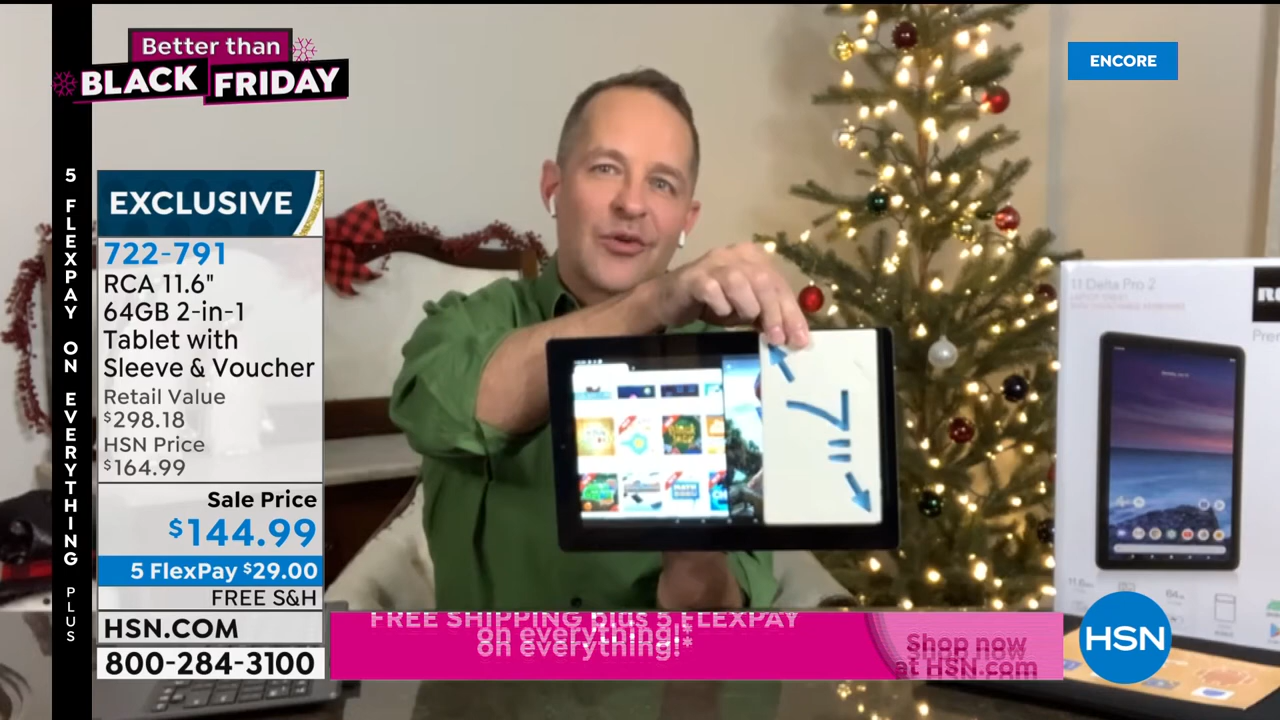 Better than
BLACK FRIDAY
ENCORE
5 FLEXPAY ON EVERYTHING PLUS
EXCLUSIVE
722-791
RCA 11.6"
64GB 2-in-1
Tablet with
Sleeve & Voucher
Retail Value
$298.18
HSN Price
$164.99
Sale Price
$144.99
5 FlexPay $29.00
FREE S&H
HSN.COM
800-284-3100
7"
11 Delta Pro 2
FREE SHIPPING plus 5 FLEXPAY
on everything!*
Shop now
at HSN.com
HSN